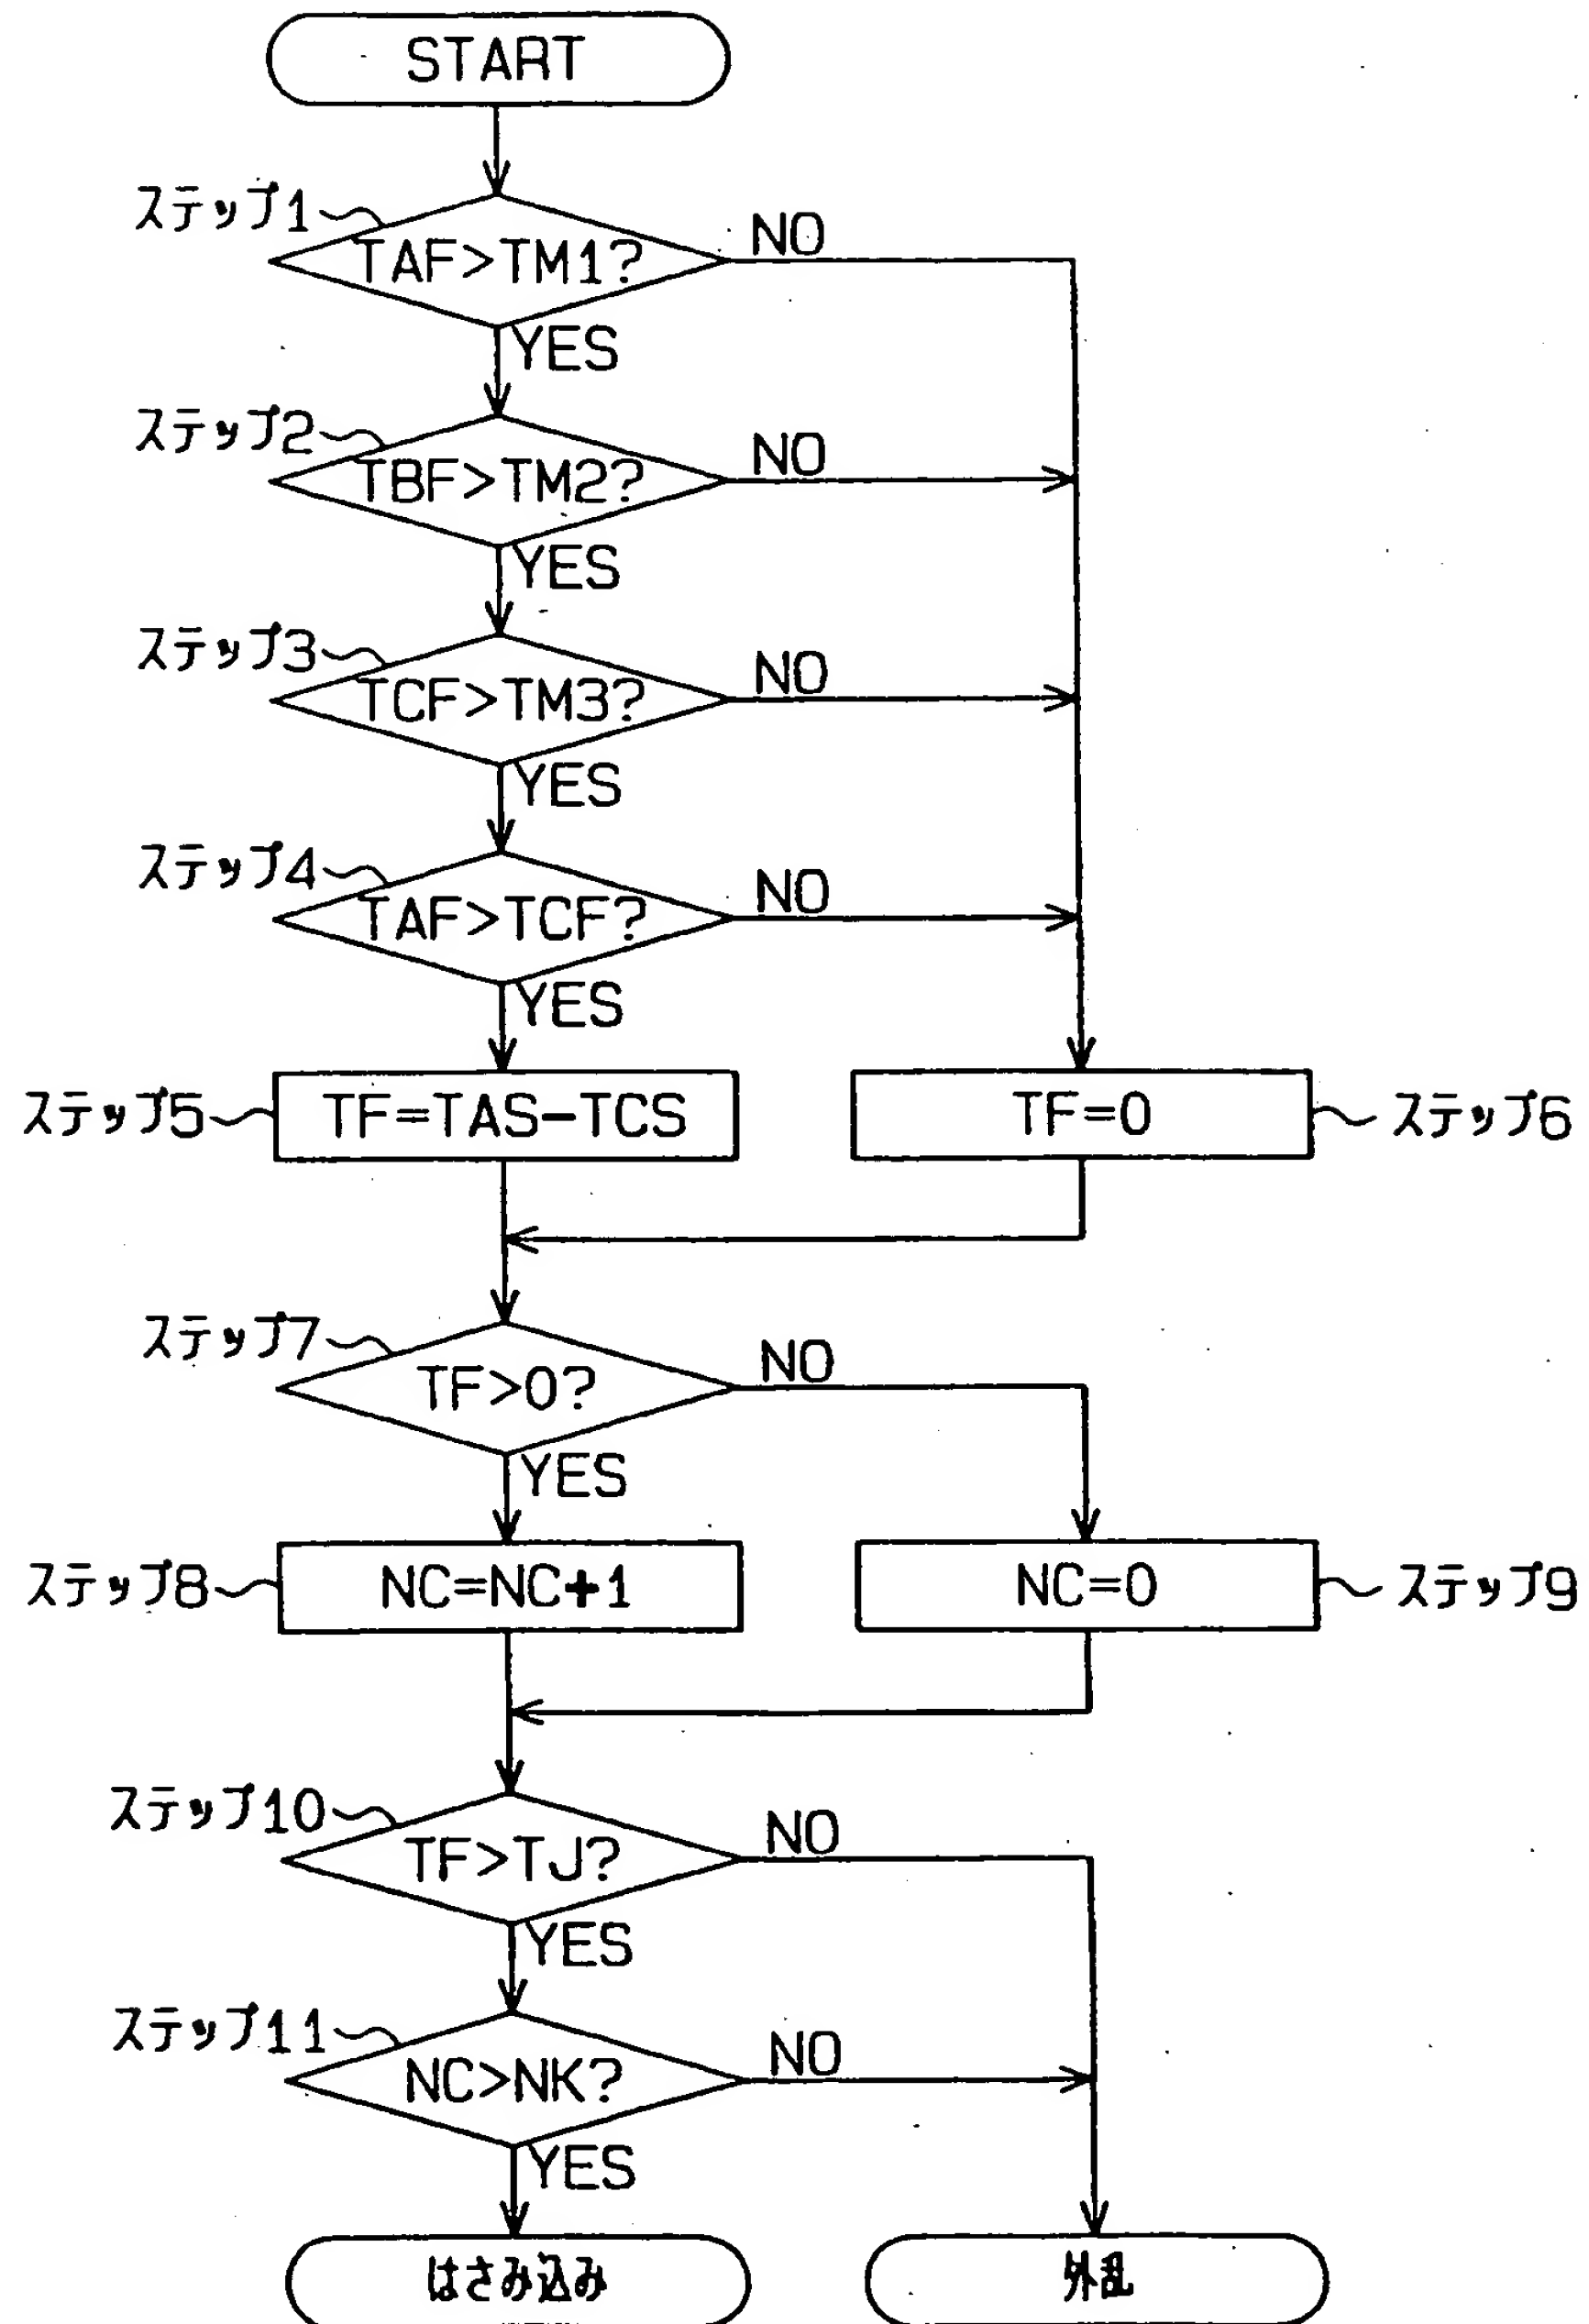 START
ステップ1
TAF>TM1?
NO
YES
ステップ2
TBF>TM2?
NO
YES
ステップ3
TCF>TM3?
NO
YES
ステップ4
TAF>TCF?
NO
YES
ステップ5
TF=TAS-TCS
TF=0
ステップ6
ステップ7
TF>0?
NO
YES
ステップ8
NC=NC+1
NC=0
ステップ9
ステップ10
TF>TJ?
NO
YES
ステップ11
NC>NK?
NO
YES
はさみ込み
外乱